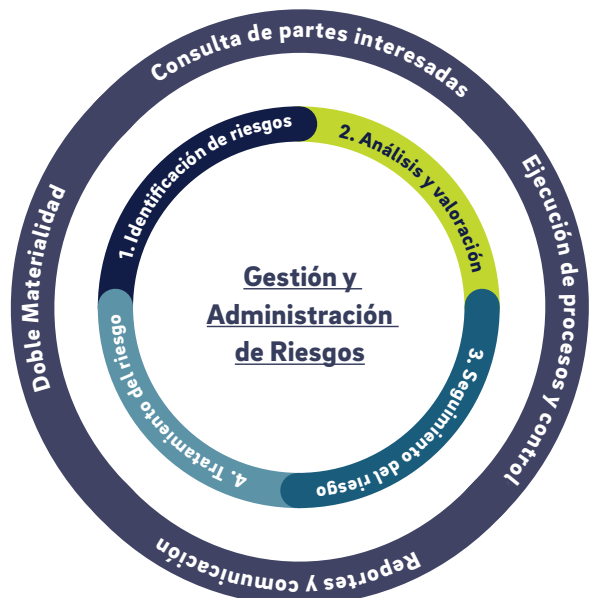 Consulta de partes interesadas
Ejecución de procesos y control
Reportes y comunicación
Doble Materialidad
1. Identificación de riesgos
2. Análisis y valoración
3. Seguimiento del riesgo
4. Tratamiento del riesgo
Gestión y
Administración
de Riesgos